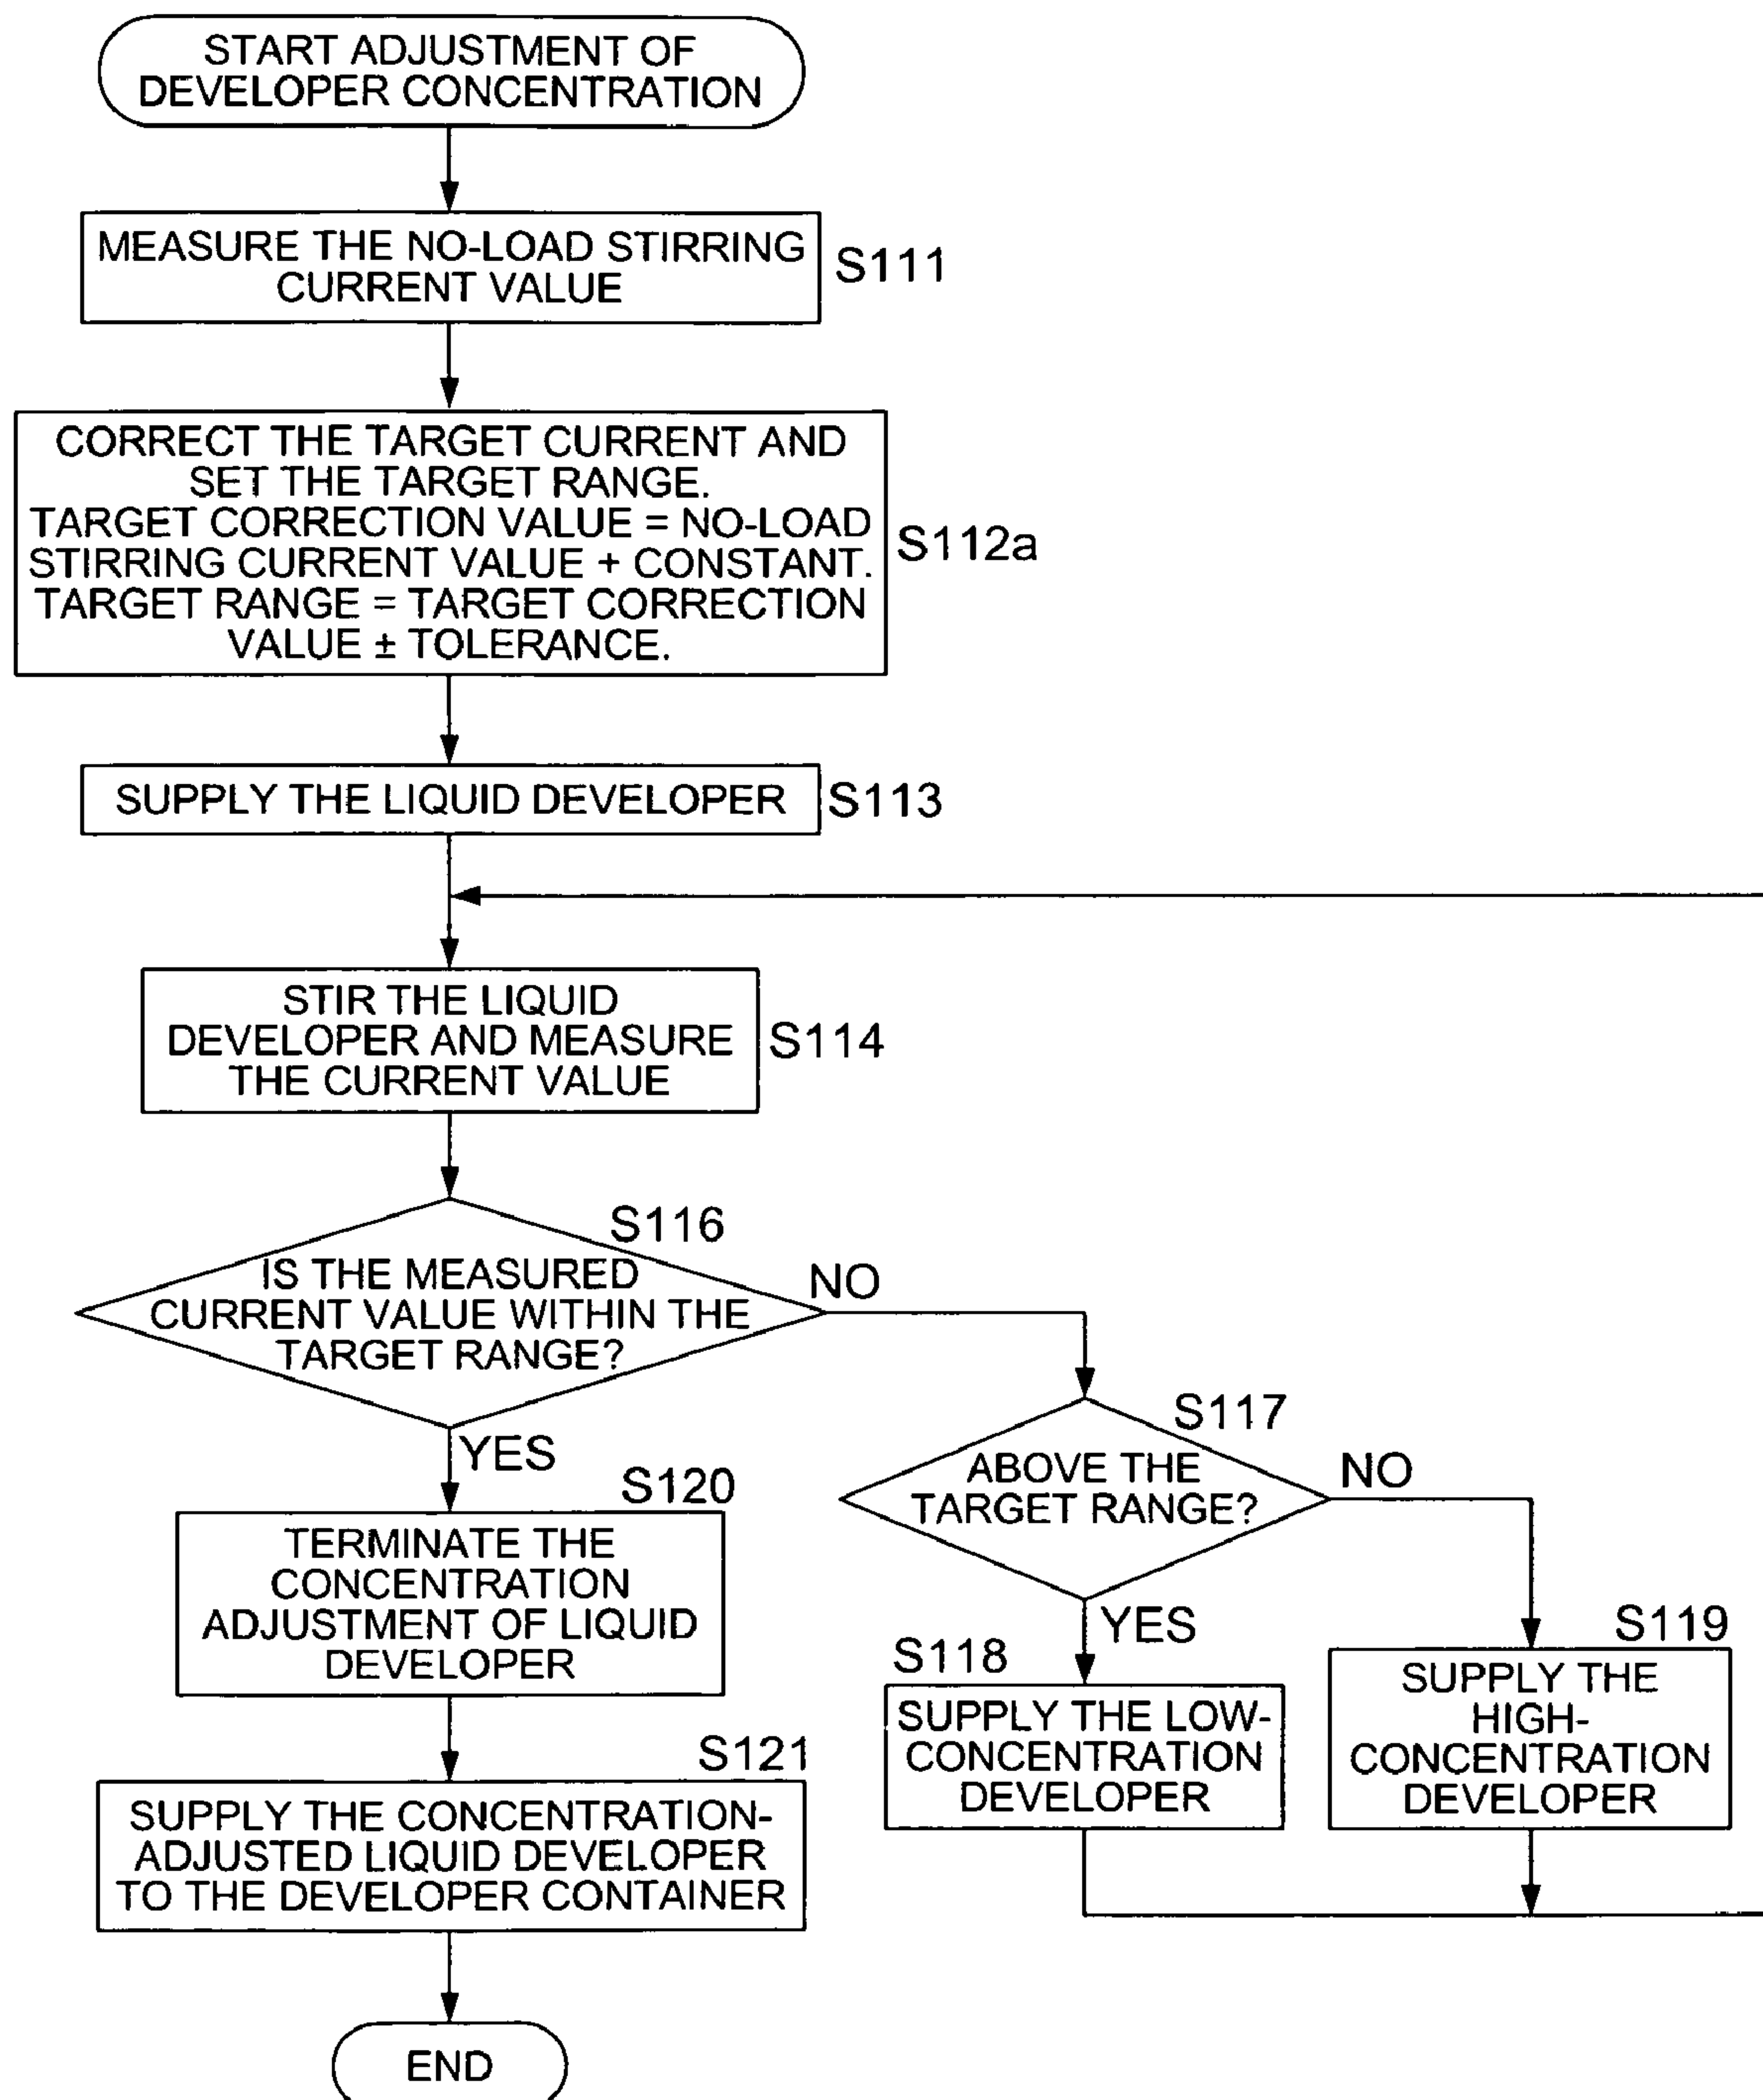 START ADJUSTMENT OF
DEVELOPER CONCENTRATION
MEASURE THE NO-LOAD STIRRING
CURRENT VALUE
S111
CORRECT THE TARGET CURRENT AND
SET THE TARGET RANGE.
TARGET CORRECTION VALUE = NO-LOAD
STIRRING CURRENT VALUE + CONSTANT.
TARGET RANGE = TARGET CORRECTION
VALUE ± TOLERANCE.
S112a
SUPPLY THE LIQUID DEVELOPER
S113
STIR THE LIQUID
DEVELOPER AND MEASURE
THE CURRENT VALUE
S114
S116
IS THE MEASURED
CURRENT VALUE WITHIN THE
TARGET RANGE?
NO
YES
S117
ABOVE THE
TARGET RANGE?
NO
YES
S118
SUPPLY THE LOW-
CONCENTRATION
DEVELOPER
S119
SUPPLY THE
HIGH-
CONCENTRATION
DEVELOPER
S120
TERMINATE THE
CONCENTRATION
ADJUSTMENT OF LIQUID
DEVELOPER
S121
SUPPLY THE CONCENTRATION-
ADJUSTED LIQUID DEVELOPER
TO THE DEVELOPER CONTAINER
END